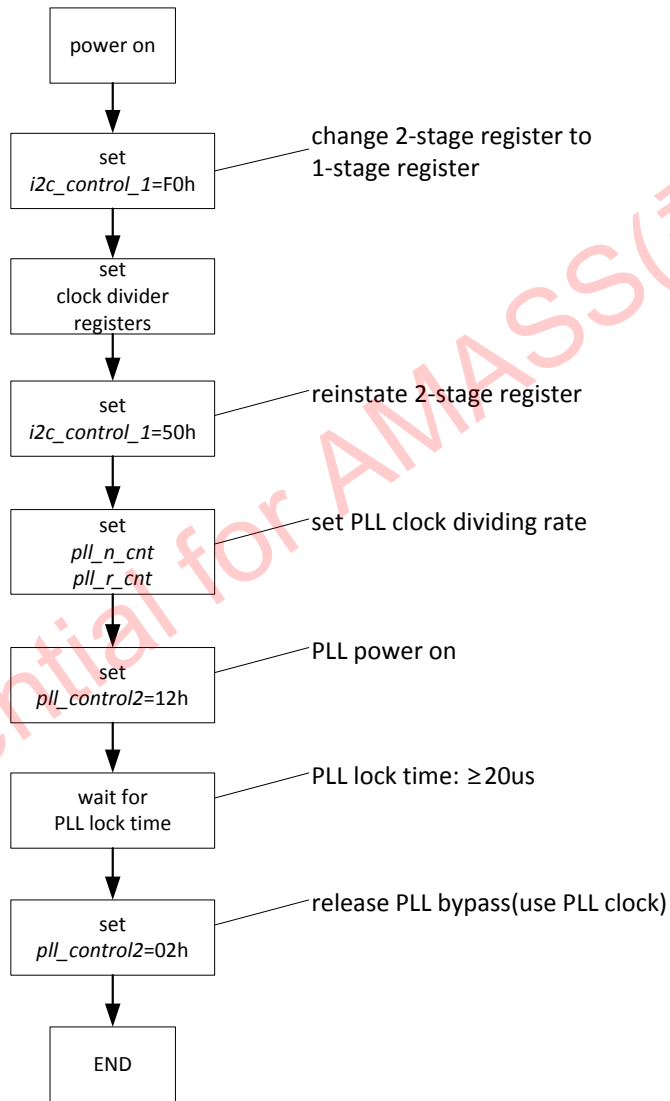 power on
set
i2c_control_1=F0h
change 2-stage register to
1-stage register
set
clock divider
registers
set
i2c_control_1=50h
reinstate 2-stage register
set
pll_n_cnt
pll_r_cnt
set PLL clock dividing rate
set
pll_control2=12h
PLL power on
wait for
PLL lock time
PLL lock time: ≥20us
set
pll_control2=02h
release PLL bypass(use PLL clock)
END
ential for AMASS(